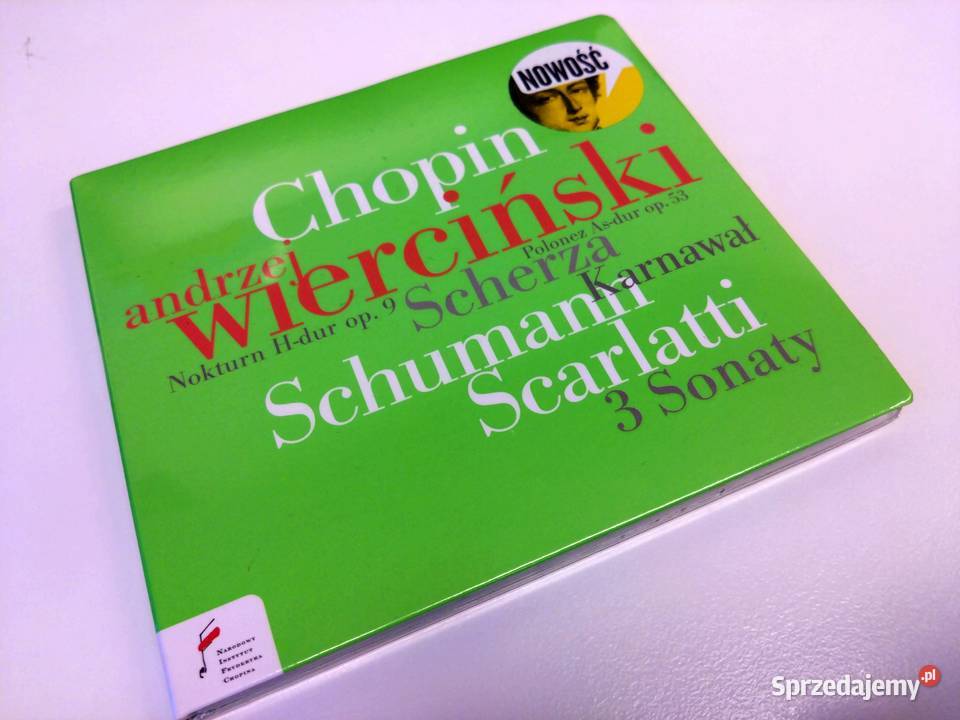 NOWOŚĆ
Chopin
andrzej
wierciński
Polonez As-dur op. 53
Nokturn H-dur op. 9
Scherza
Karnawał
Schumann
Scarlatti
3 Sonaty
NARODOWY
INSTYTUT
FRYDERYKA
CHOPINA
Sprzedajemy.pl